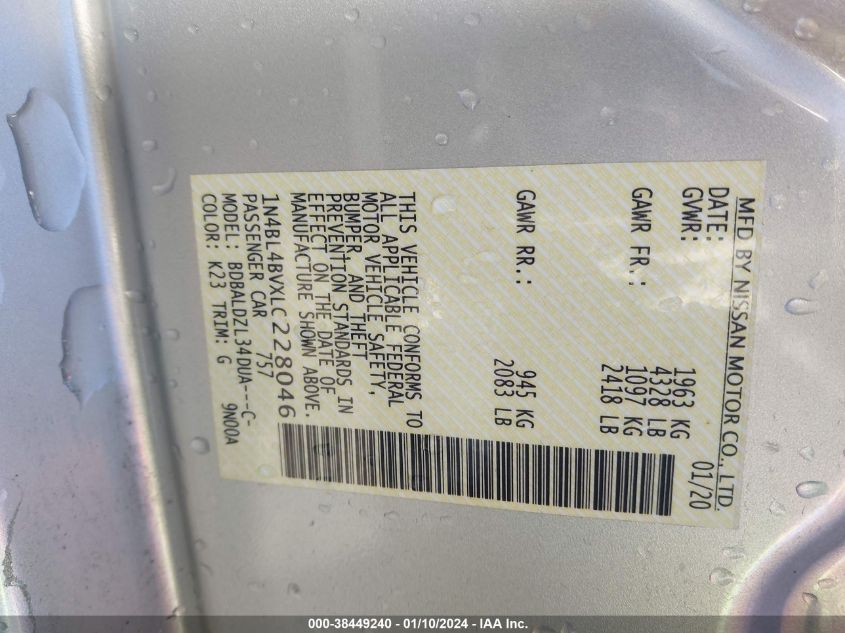 MFD BY NISSAN MOTOR CO., LTD.
DATE: 01/20
GVWR: 1963 KG
4328 LB
GAWR FR.: 1097 KG
2418 LB
GAWR RR.: 945 KG
2083 LB
THIS VEHICLE CONFORMS TO
ALL APPLICABLE FEDERAL
MOTOR VEHICLE SAFETY,
BUMPER, AND THEFT
PREVENTION STANDARDS IN
EFFECT ON THE DATE OF
MANUFACTURE SHOWN ABOVE.
1N4BL4BVXLC228046
PASSENGER CAR 757
MODEL: BDBALDZL34DUA---C-
COLOR: K23 TRIM: G 9N00A
000-38449240 - 01/10/2024 - IAA Inc.